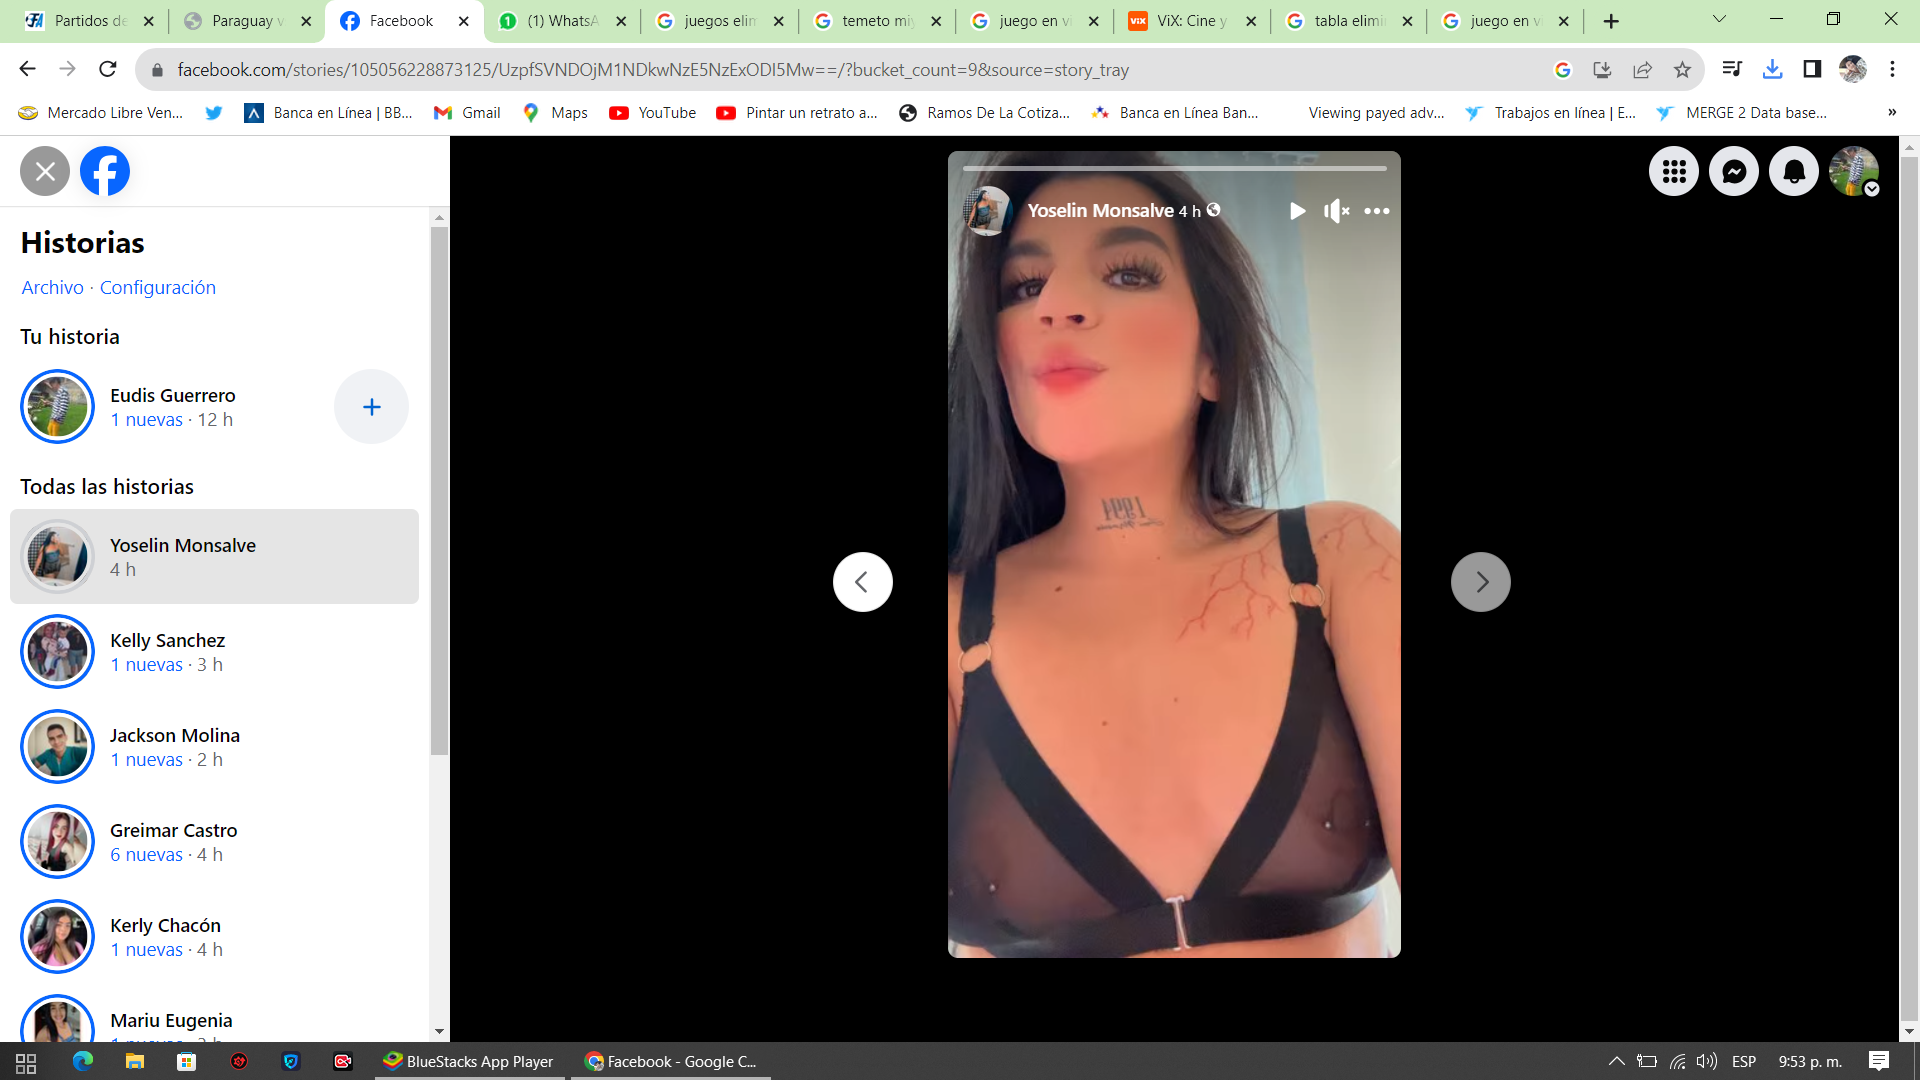 Partidos de
Paraguay v
Facebook
(1) WhatsA
juegos elim
temeto miy
juego en vi
ViX: Cine y
tabla elimi
juego en vi
facebook.com/stories/105056228873125/UzpfSVNDOjM1NDkwNzE5NzExODI5Mw==/?bucket_count=9&source=story_tray
Mercado Libre Ven...
Banca en Línea | BB...
Gmail
Maps
YouTube
Pintar un retrato a...
Ramos De La Cotiza...
Banca en Línea Ban...
Viewing payed adv...
Trabajos en línea | E...
MERGE 2 Data base...
»
Historias
Archivo · Configuración
Tu historia
Eudis Guerrero
1 nuevas · 12 h
Todas las historias
Yoselin Monsalve
4 h
Kelly Sanchez
1 nuevas · 3 h
Jackson Molina
1 nuevas · 2 h
Greimar Castro
6 nuevas · 4 h
Kerly Chacón
1 nuevas · 4 h
Mariu Eugenia
Yoselin Monsalve 4 h
1991
BlueStacks App Player
Facebook - Google C...
ESP
9:53 p. m.